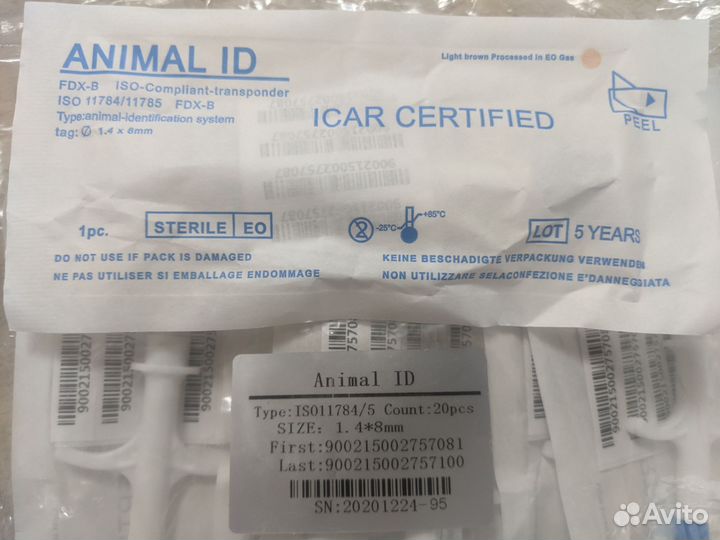 ANIMAL ID
Light brown Processed in EO Gas
FDX-B ISO-Compliant-transponder
ISO 11784/11785 FDX-B
Type:animal-identification system
tag: Ø 1.4 x 8mm
ICAR CERTIFIED
PEEL
900215002757087
900215002757087
1pc.
STERILE EO
-25°C
+85°C
LOT 5 YEARS
DO NOT USE IF PACK IS DAMAGED
KEINE BESCHADIGTE VERPACKUNG VERWENDEN
NE PAS UTILISER SI EMBALLAGE ENDOMMAGE
NON UTILIZZARE SELACONFEZIONE E'DANNEGGIATA
Animal ID
Type:ISO11784/5 Count:20pcs
SIZE: 1.4*8mm
First:900215002757081
Last:900215002757100
SN:20201224-95
Avito